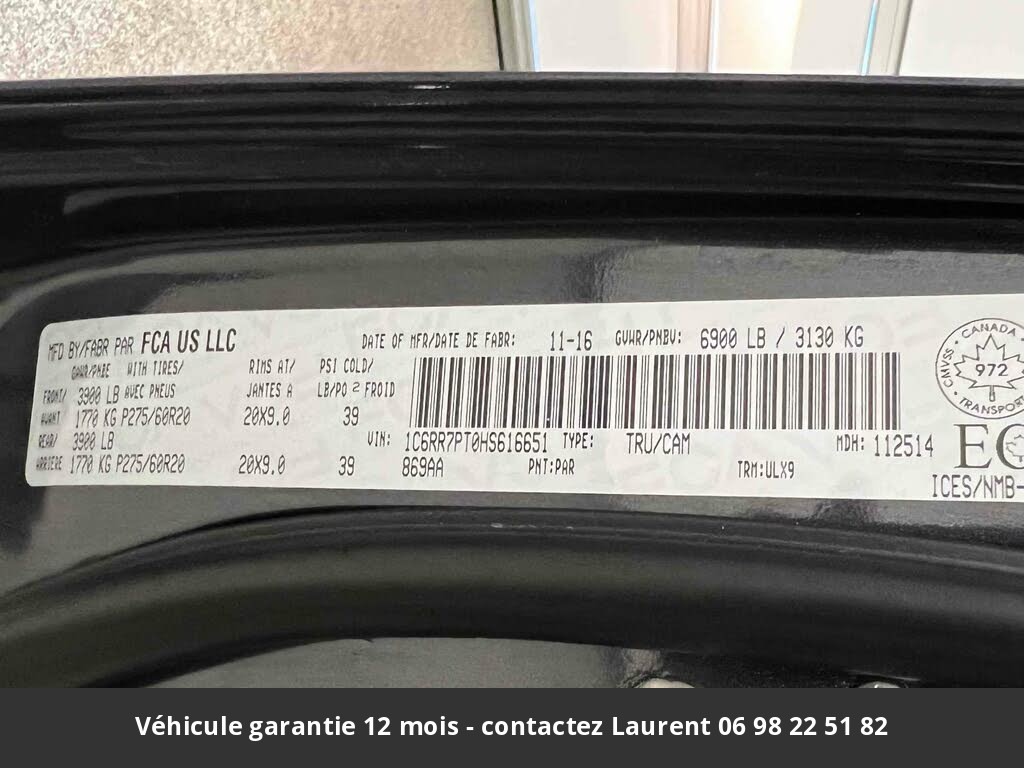 MFD BY/FABR PAR FCA US LLC DATE OF MFR/DATE DE FABR: 11-16 GVWR/PNBV: 6900 LB / 3130 KG
GAWR/PNBE WITH TIRES/ RIMS AT/ PSI COLD/
FRONT/ 3900 LB AVEC PNEUS JANTES A LB/PO 2 FROID
AVANT 1770 KG P275/60R20 20X9.0 39
REAR/ 3900 LB VIN: 1C6RR7PT0HS616651 TYPE: TRU/CAM MDH: 112514
ARRIERE 1770 KG P275/60R20 20X9.0 39 869AA PNT:PAR TRM:ULX9
CANADA
972
CMVSS
TRANSPORT
ICES/NMB-
Véhicule garantie 12 mois - contactez Laurent 06 98 22 51 82